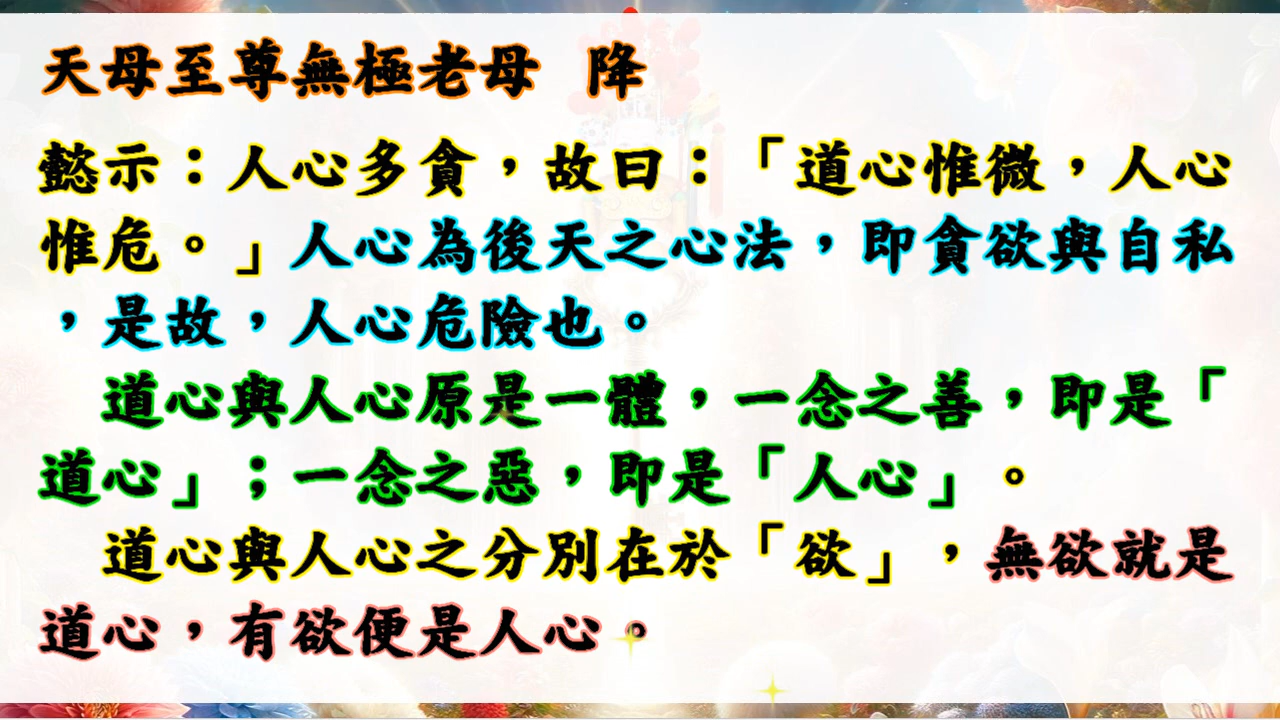 天母至尊無極老母　降
懿示：人心多貪，故曰：「道心惟微，人心
惟危。」人心為後天之心法，即貪欲與自私
，是故，人心危險也。
　道心與人心原是一體，一念之善，即是「
道心」；一念之惡，即是「人心」。
　道心與人心之分別在於「欲」，無欲就是
道心，有欲便是人心。